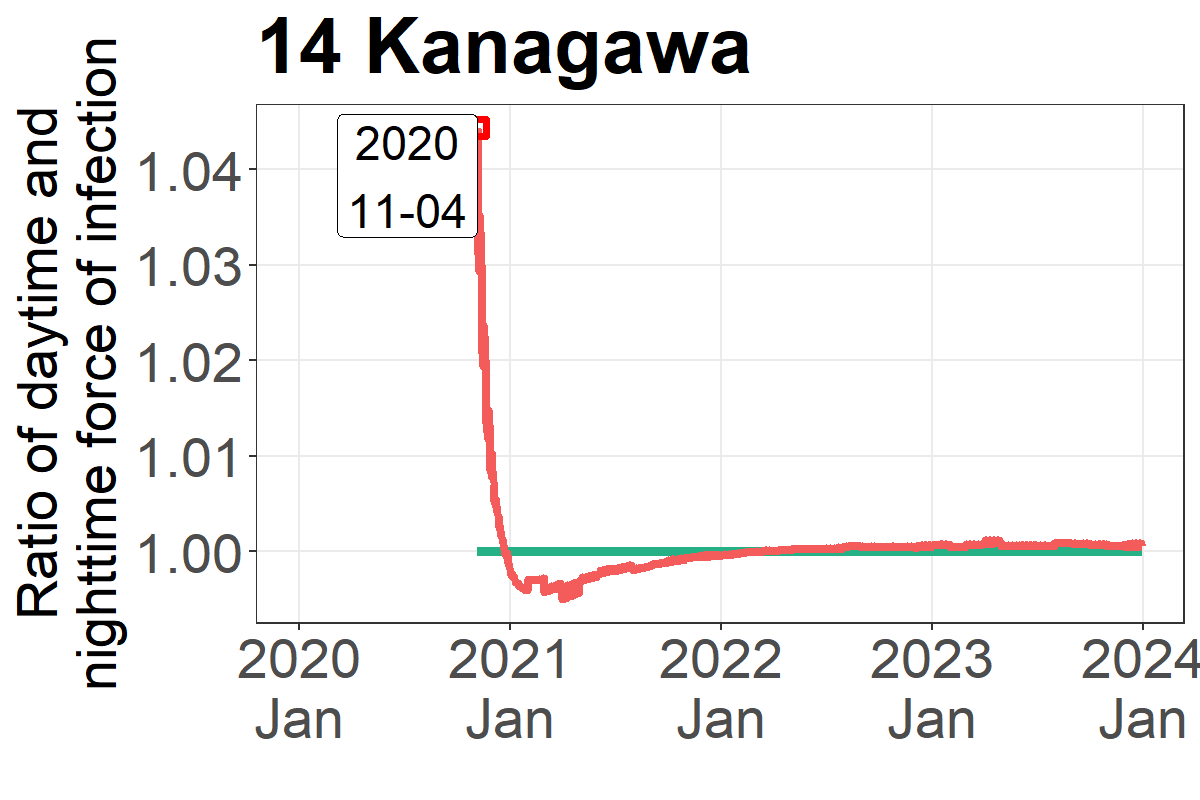 14 Kanagawa
Ratio of daytime and
nighttime force of infection
1.04
1.03
1.02
1.01
1.00
2020
11-04
2020
Jan
2021
Jan
2022
Jan
2023
Jan
2024
Jan